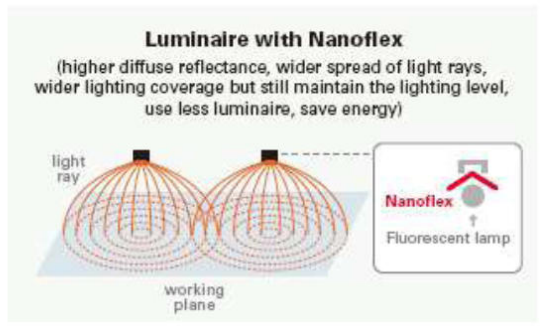 Luminaire with Nanoflex
(higher diffuse reflectance, wider spread of light rays,
wider lighting coverage but still maintain the lighting level,
use less luminaire, save energy)
light
ray
Nanoflex
Fluorescent lamp
working
plane